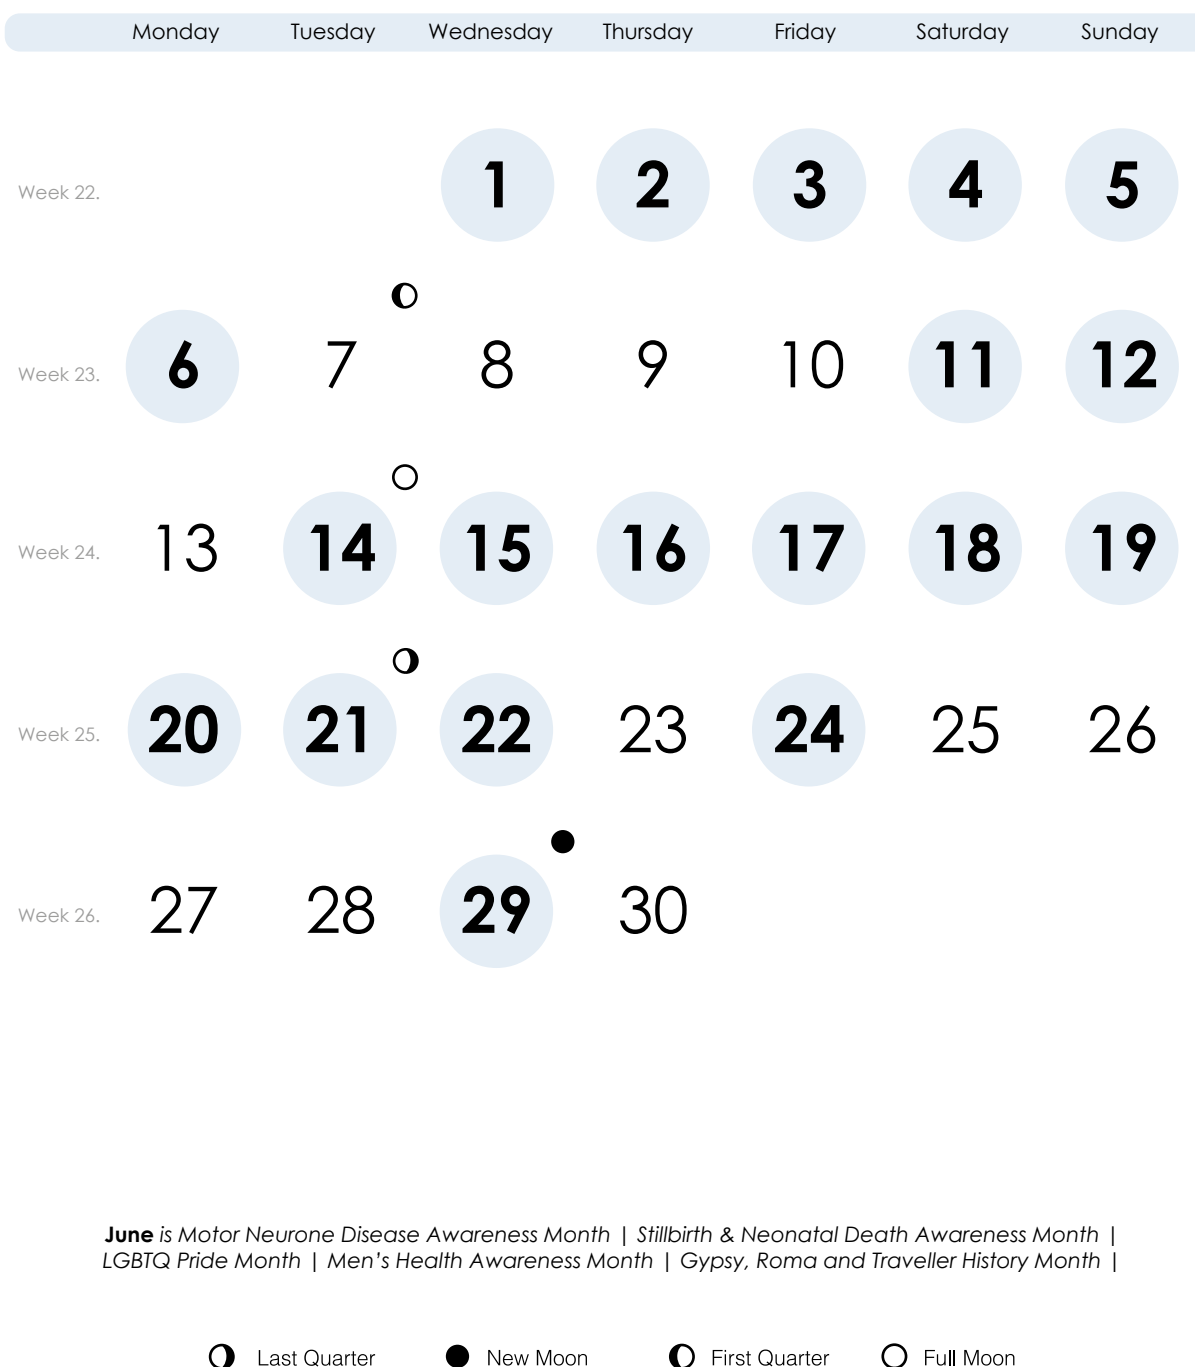 Monday Tuesday Wednesday Thursday Friday Saturday Sunday
Week 22. 1 2 3 4 5
Week 23. 6 7 8 9 10 11 12
Week 24. 13 14 15 16 17 18 19
Week 25. 20 21 22 23 24 25 26
Week 26. 27 28 29 30
June is Motor Neurone Disease Awareness Month | Stillbirth & Neonatal Death Awareness Month |
LGBTQ Pride Month | Men's Health Awareness Month | Gypsy, Roma and Traveller History Month |
Last Quarter New Moon First Quarter Full Moon